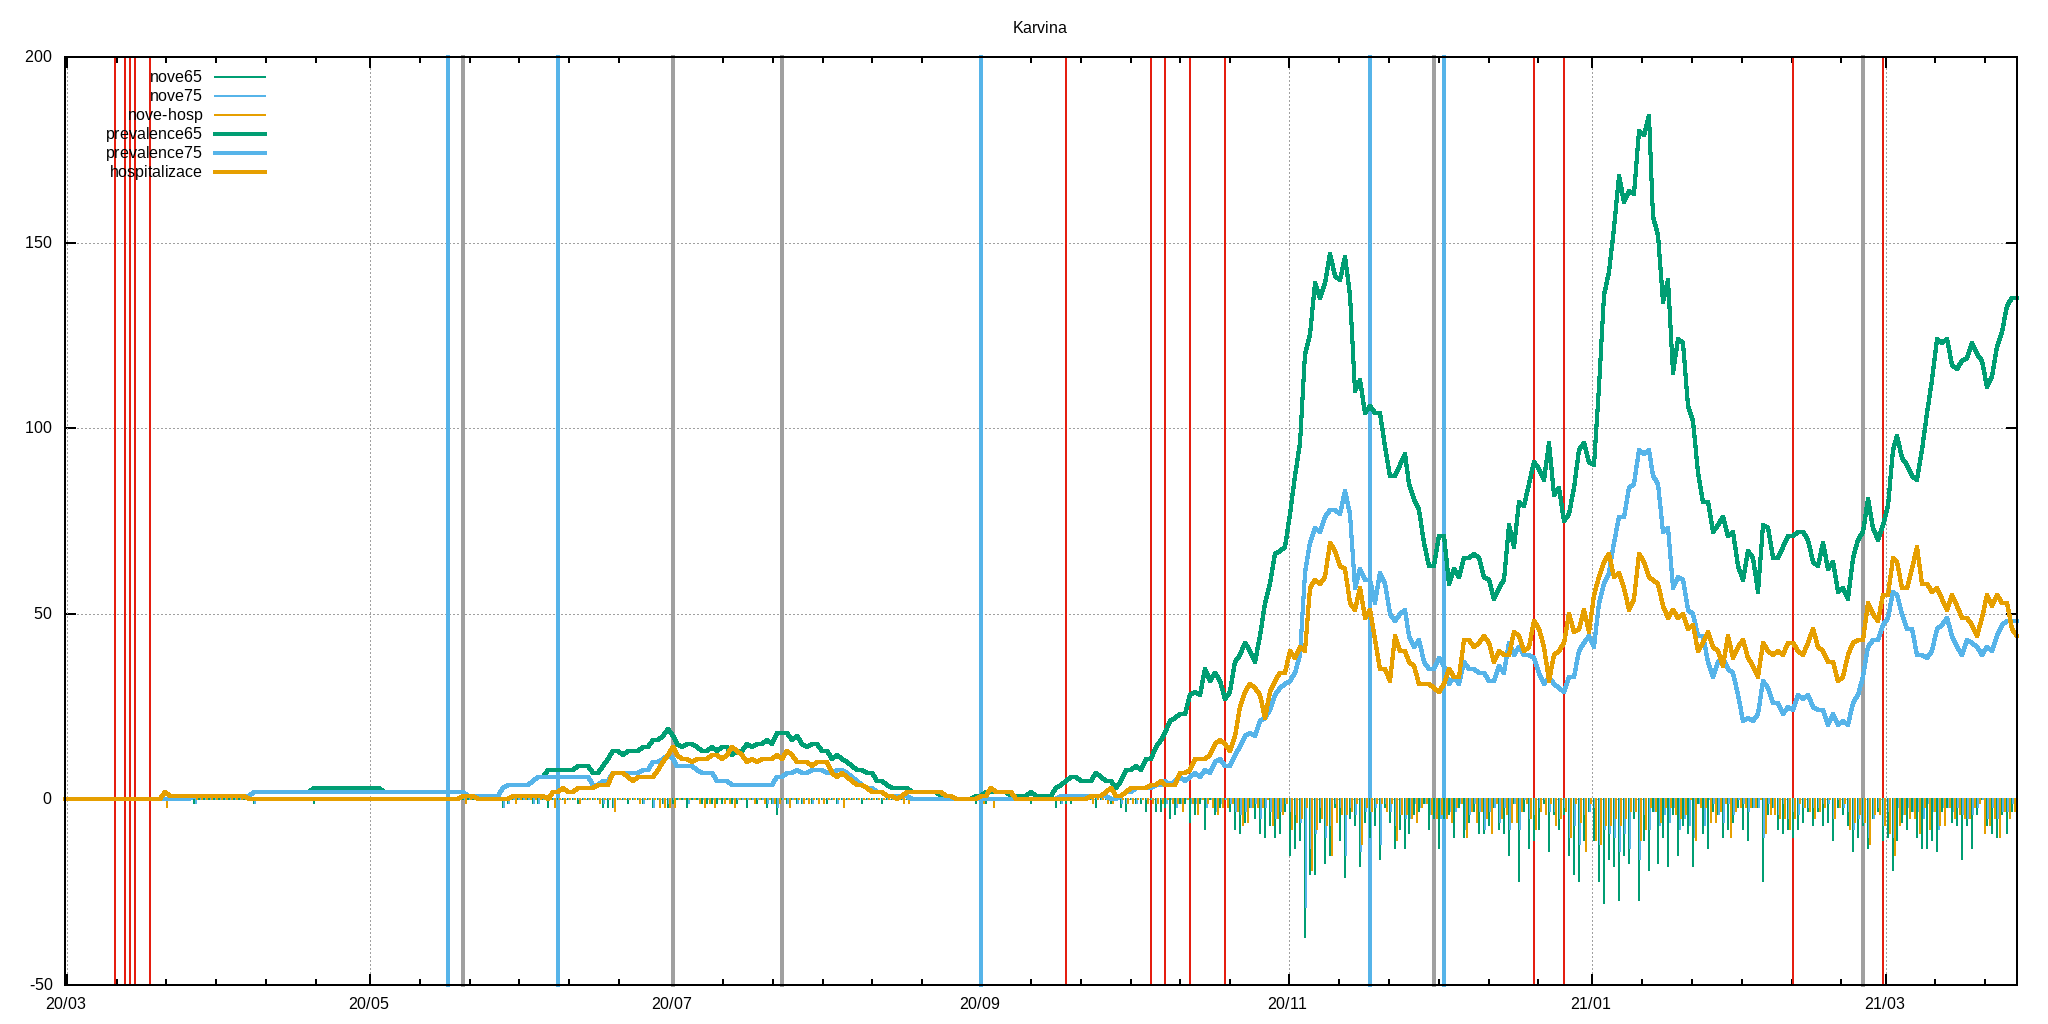 Karvina
200
nove65
nove75
nove-hosp
prevalence65
prevalence75
hospitalizace
150
100
50
0
-50
20/03 20/05 20/07 20/09 20/11 21/01 21/03